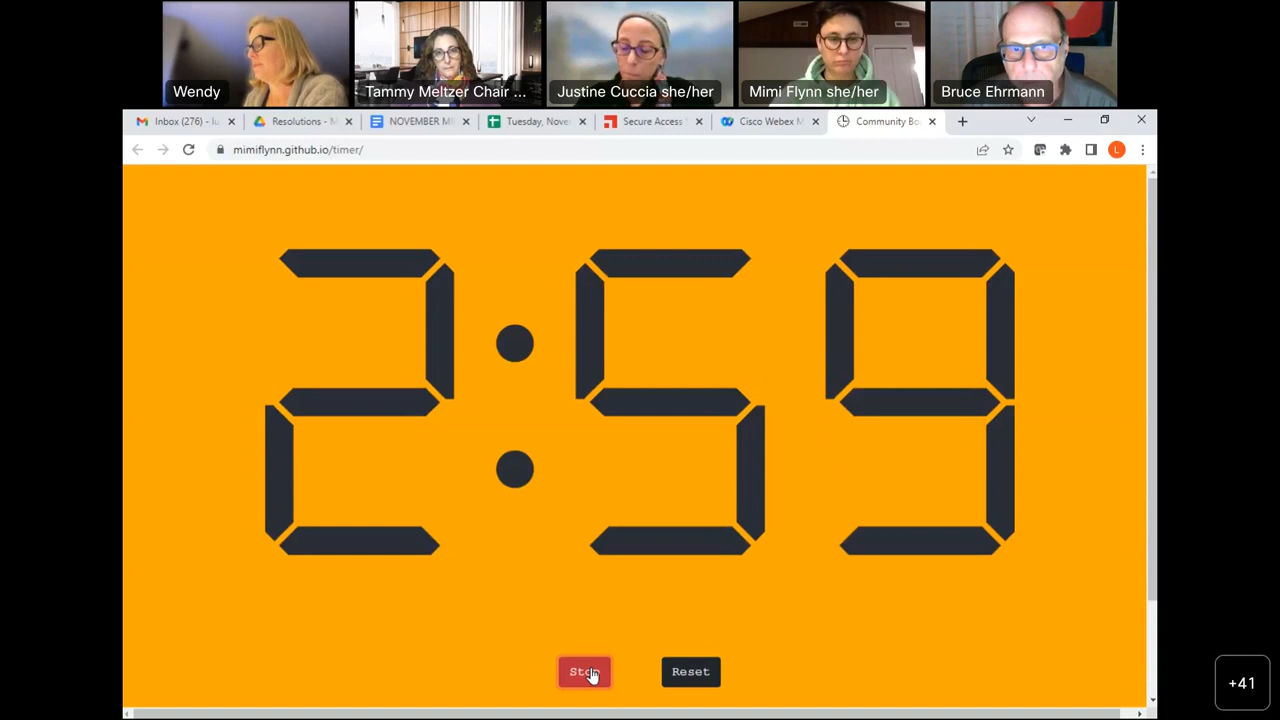 Wendy
Tammy Meltzer Chair ...
Justine Cuccia she/her
Mimi Flynn she/her
Bruce Ehrmann
Inbox (276) -
Resolutions -
NOVEMBER
Tuesday, Nove
Secure Access
Cisco Webex M
Community Bo
mimiflynn.github.io/timer/
L
2:59
Stop
Reset
+41